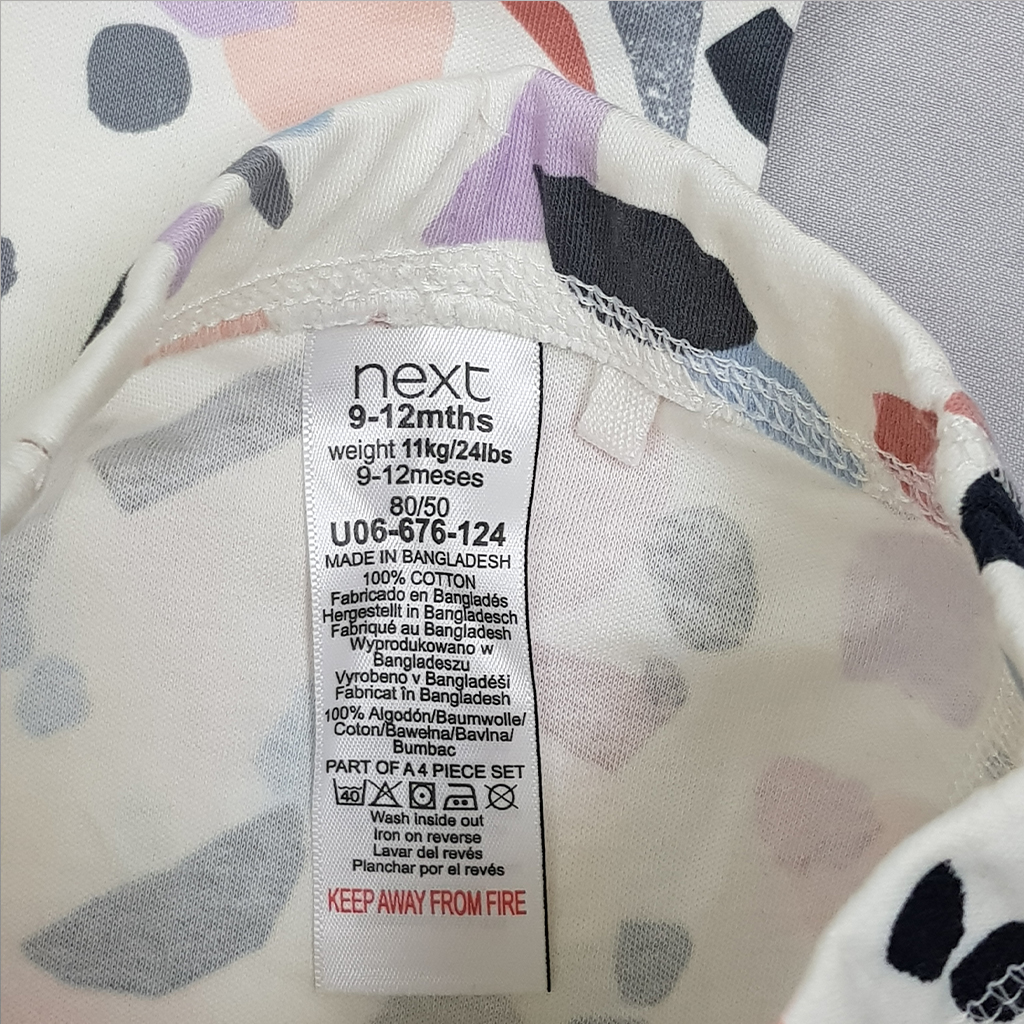 next
9-12mths
weight 11kg/24lbs
9-12meses
80/50
U06-676-124
MADE IN BANGLADESH
100% COTTON
Fabricado en Bangladés
Hergestellt in Bangladesch
Fabriqué au Bangladesh
Wyprodukowano w
Bangladeszu
Vyrobeno v Bangladéši
Fabricat în Bangladesh
100% Algodón/Baumwolle/
Coton/Bawełna/Bavlna/
Bumbac
PART OF A 4 PIECE SET
40
Wash inside out
Iron on reverse
Lavar del revés
Planchar por el revés
KEEP AWAY FROM FIRE